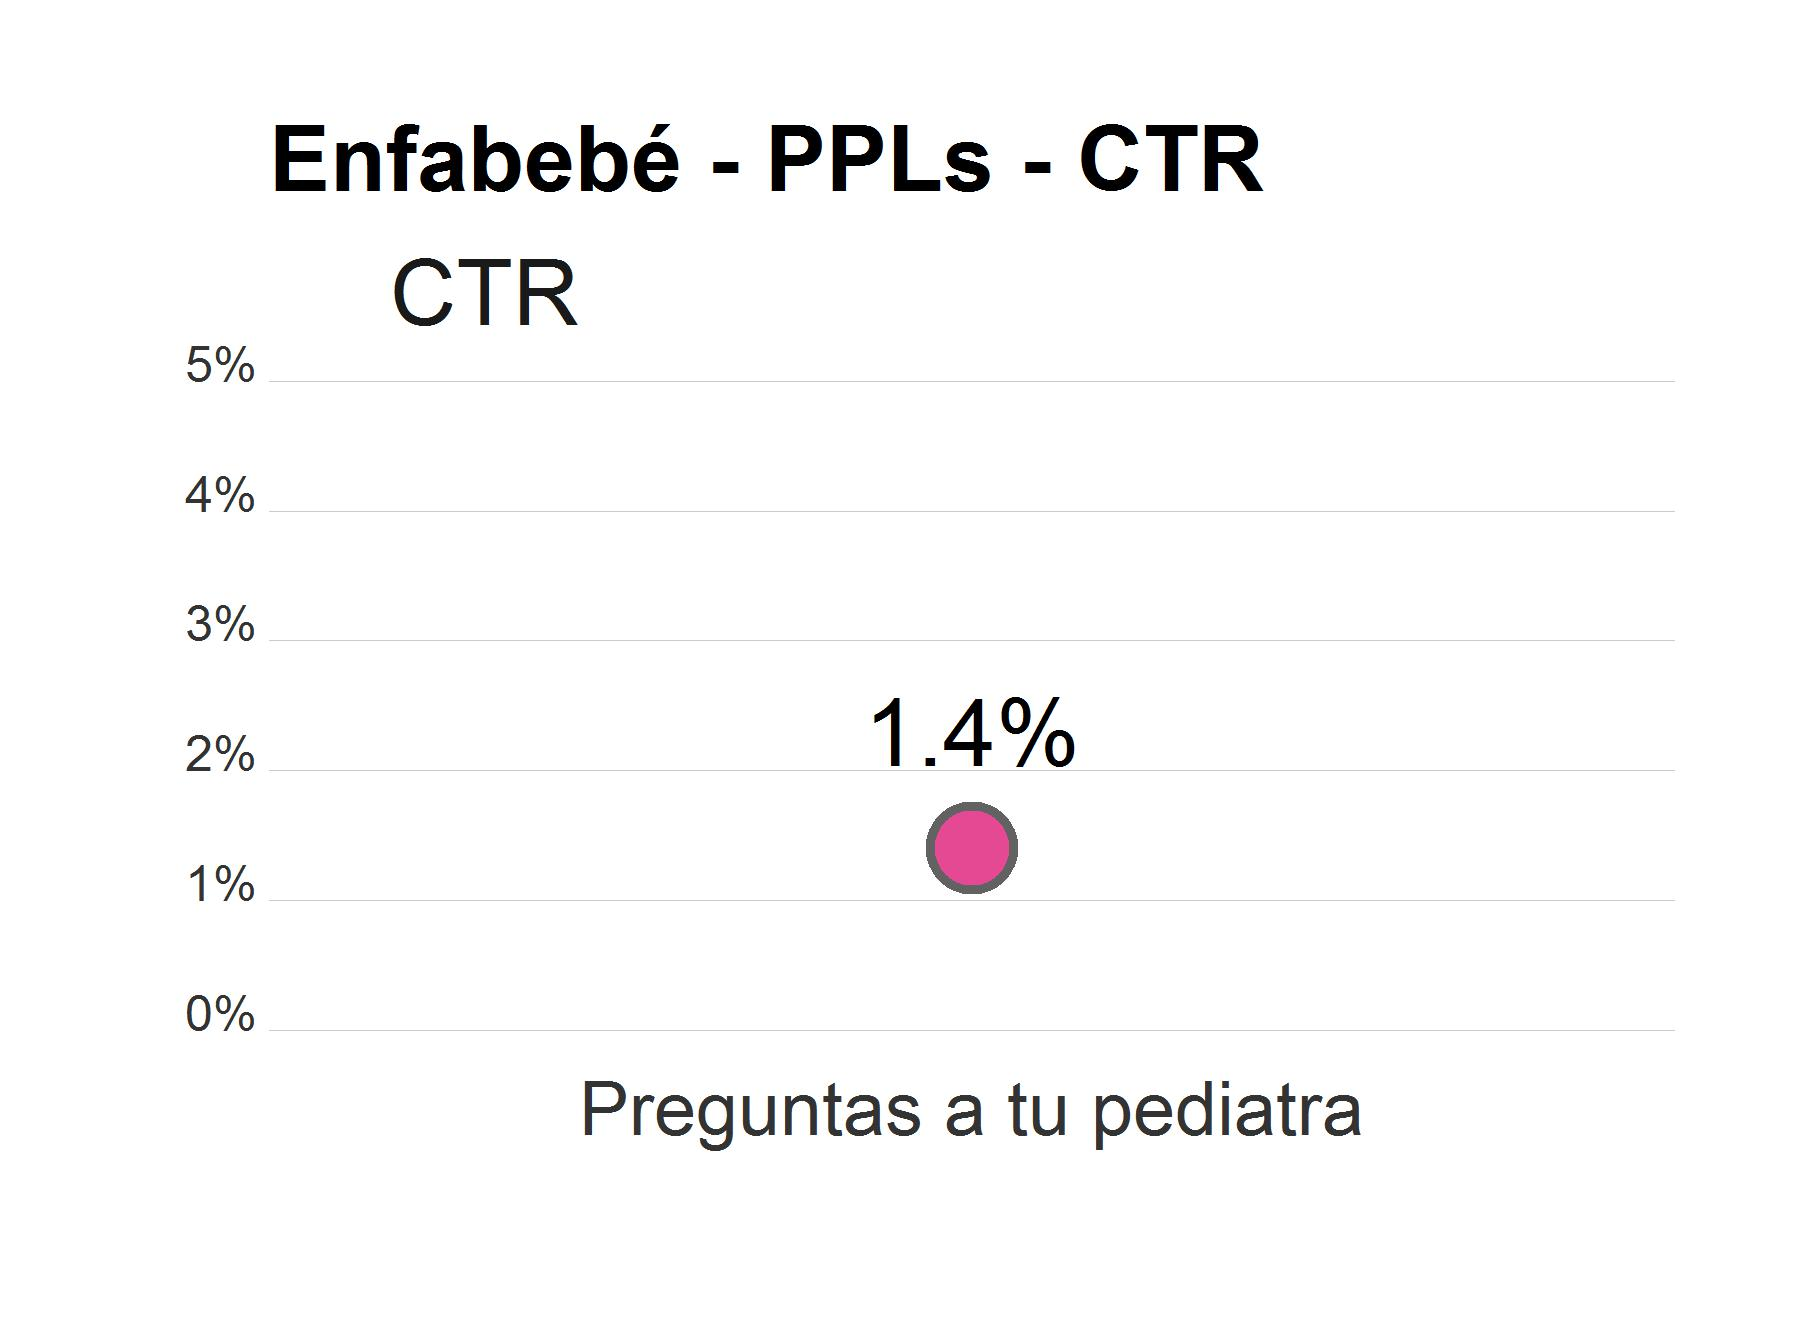 Enfabebé - PPLs - CTR
CTR
5%
4%
3%
1.4%
2%
1%
0%
Preguntas a tu pediatra